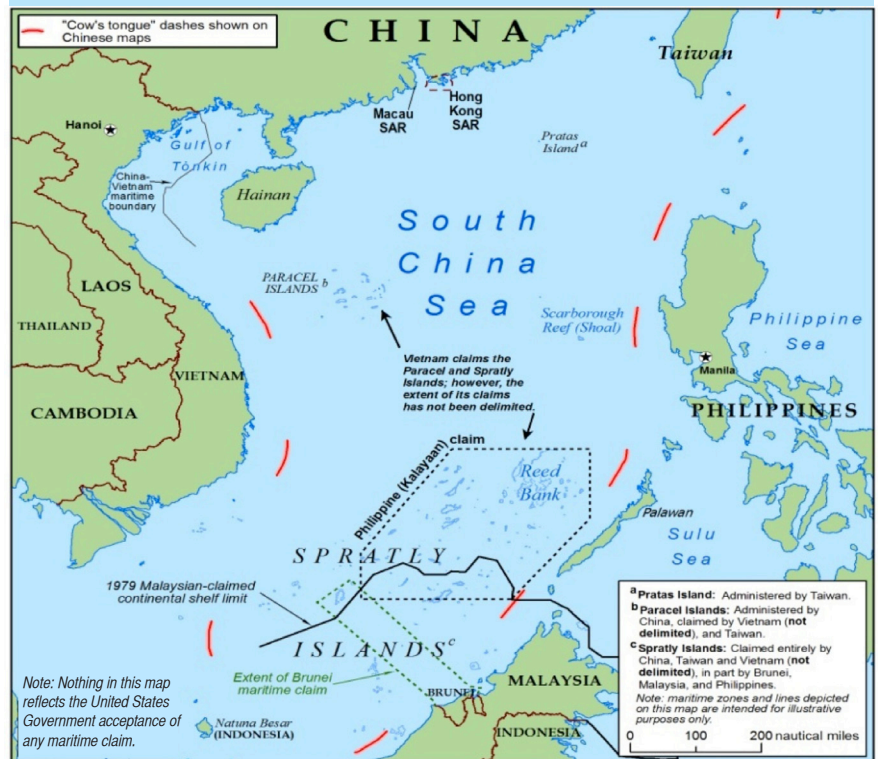 "Cow's tongue" dashes shown on
Chinese maps
CHINA
Taiwan
Macau
SAR
Hong
Kong
SAR
Pratas
Island a
Hanoi
Gulf of
Tonkin
China-
Vietnam
maritime
boundary
Hainan
South
China
Sea
PARACEL
ISLANDS b
LAOS
THAILAND
VIETNAM
CAMBODIA
Scarborough
Reef (Shoal)
Philippine
Sea
Manila
PHILIPPINES
Vietnam claims the
Paracel and Spratly
Islands; however, the
extent of its claims
has not been delimited.
Philippine (Kalayaan) claim
Reed
Bank
Palawan
Sulu
Sea
SPRATLY
ISLANDS c
1979 Malaysian-claimed
continental shelf limit
Extent of Brunei
maritime claim
BRUNEI
MALAYSIA
INDONESIA
Natuna Besar
(INDONESIA)
Note: Nothing in this map
reflects the United States
Government acceptance of
any maritime claim.
a Pratas Island: Administered by Taiwan.
b Paracel Islands: Administered by
China, claimed by Vietnam (not
delimited), and Taiwan.
c Spratly Islands: Claimed entirely by
China, Taiwan and Vietnam (not
delimited), in part by Brunei,
Malaysia, and Philippines.
Note: maritime zones and lines depicted
on this map are intended for illustrative
purposes only.
0 100 200 nautical miles